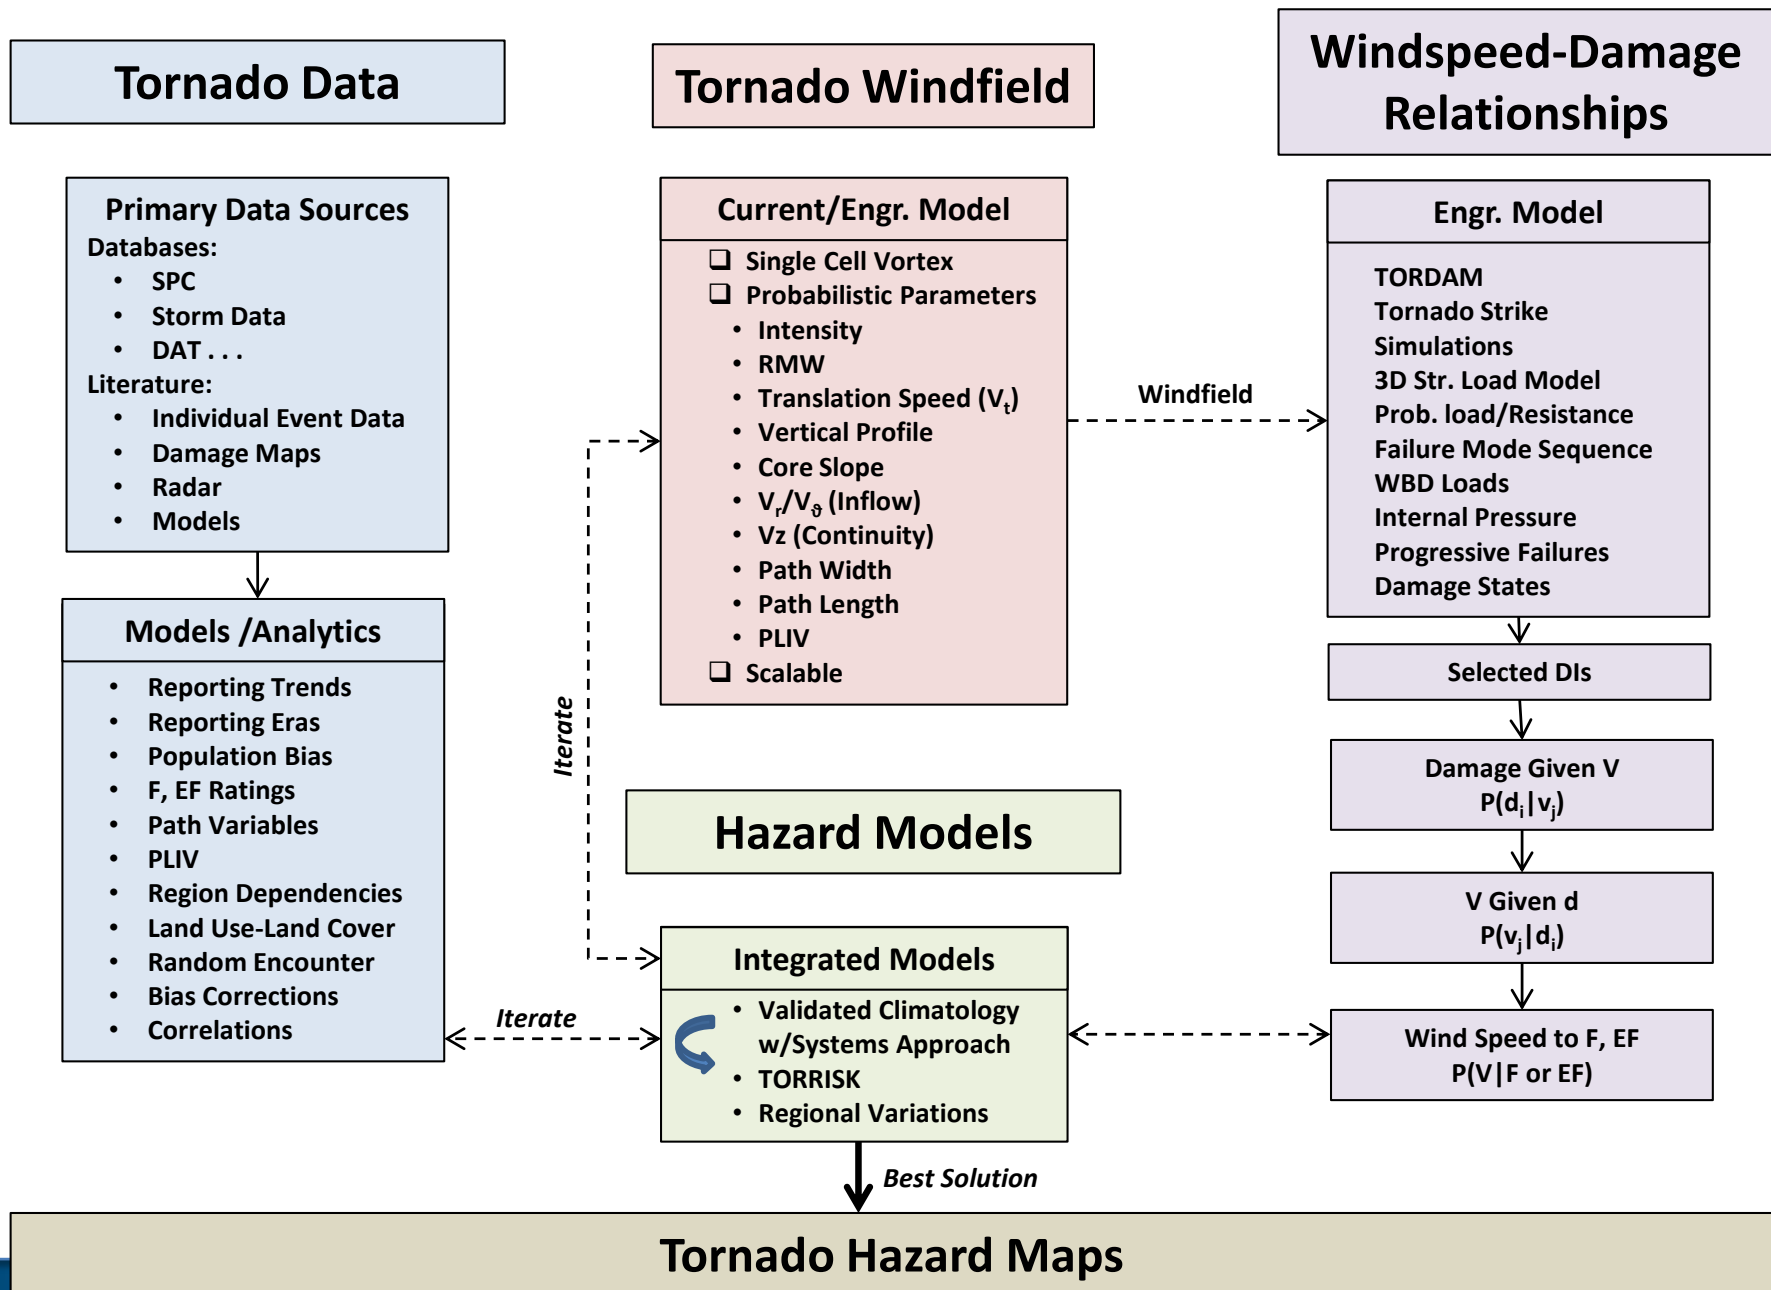 Tornado Data
Primary Data Sources
Databases:
• SPC
• Storm Data
• DAT . . .
Literature:
• Individual Event Data
• Damage Maps
• Radar
• Models
Models /Analytics
• Reporting Trends
• Reporting Eras
• Population Bias
• F, EF Ratings
• Path Variables
• PLIV
• Region Dependencies
• Land Use-Land Cover
• Random Encounter
• Bias Corrections
• Correlations
Iterate
Tornado Windfield
Current/Engr. Model
❑ Single Cell Vortex
❑ Probabilistic Parameters
• Intensity
• RMW
• Translation Speed (Vt)
• Vertical Profile
• Core Slope
• Vr/Vϑ (Inflow)
• Vz (Continuity)
• Path Width
• Path Length
• PLIV
❑ Scalable
Iterate
Windfield
Hazard Models
Integrated Models
• Validated Climatology
w/Systems Approach
• TORRISK
• Regional Variations
Best Solution
Windspeed-Damage
Relationships
Engr. Model
TORDAM
Tornado Strike
Simulations
3D Str. Load Model
Prob. load/Resistance
Failure Mode Sequence
WBD Loads
Internal Pressure
Progressive Failures
Damage States
Selected DIs
Damage Given V
P(di|vj)
V Given d
P(vj|di)
Wind Speed to F, EF
P(V|F or EF)
Tornado Hazard Maps